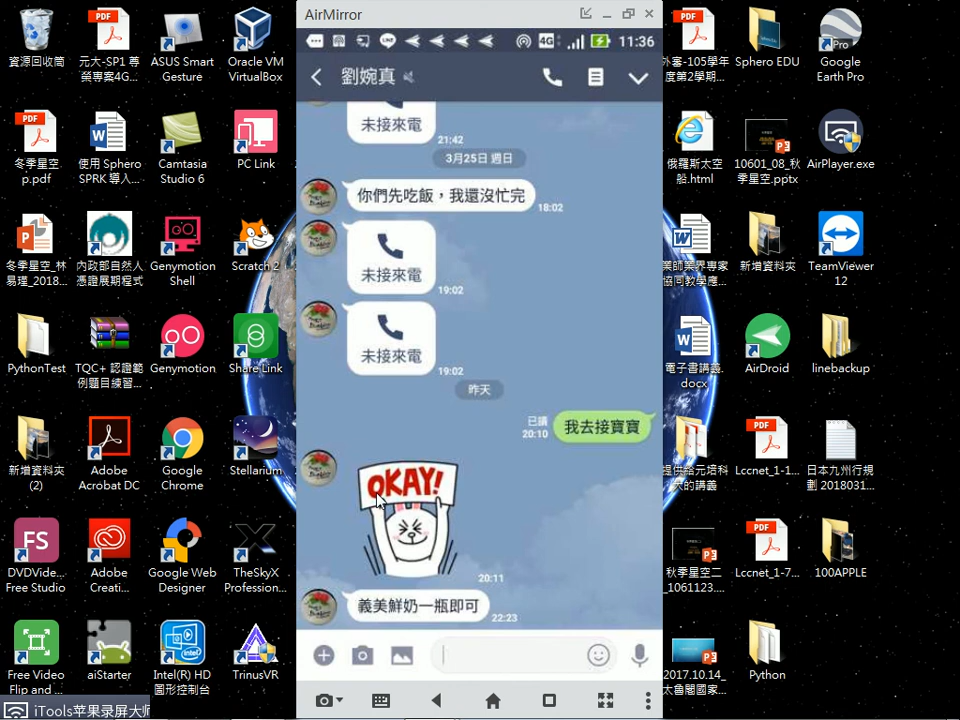 AirMirror
4G
11:36
劉婉真
未接來電
21:42
3月25日 週日
你們先吃飯，我還沒忙完
18:02
未接來電
19:02
未接來電
19:02
昨天
已讀
20:10
我去接寶寶
OKAY!
20:11
義美鮮奶一瓶即可
22:23
資源回收筒
元大-SP1 尊
榮專案4G...
ASUS Smart
Gesture
Oracle VM
VirtualBox
冬季星空
p.pdf
使用 Sphero
SPRK 導入...
Camtasia
Studio 6
PC Link
冬季星空_林
易瑾_2018...
內政部自然人
憑證展期程式
Genymotion
Shell
Scratch 2
PythonTest
TQC+ 認證範
例題目練習...
Genymotion
Share Link
新增資料夾
(2)
Adobe
Acrobat DC
Google
Chrome
Stellarium
DVDVide...
Free Studio
Adobe
Creati...
Google Web
Designer
TheSkyX
Profession...
Free Video
Flip and ...
aiStarter
Intel(R) HD
圖形控制台
TrinusVR
iTools苹果录屏大师
外套-105學年
度第2學期...
Sphero EDU
Google
Earth Pro
俄羅斯太空
船.html
10601_08_秋
季星空.pptx
AirPlayer.exe
業師業界專家
協同教學應...
新增資料夾
TeamViewer
12
電子書講義.
docx
AirDroid
linebackup
提供給元培科
大的講義
Lccnet_1-1...
日本九州行規
劃 2018031...
秋季星空二
_1061123....
Lccnet_1-7...
100APPLE
2017.10.14_
太魯閣國家...
Python